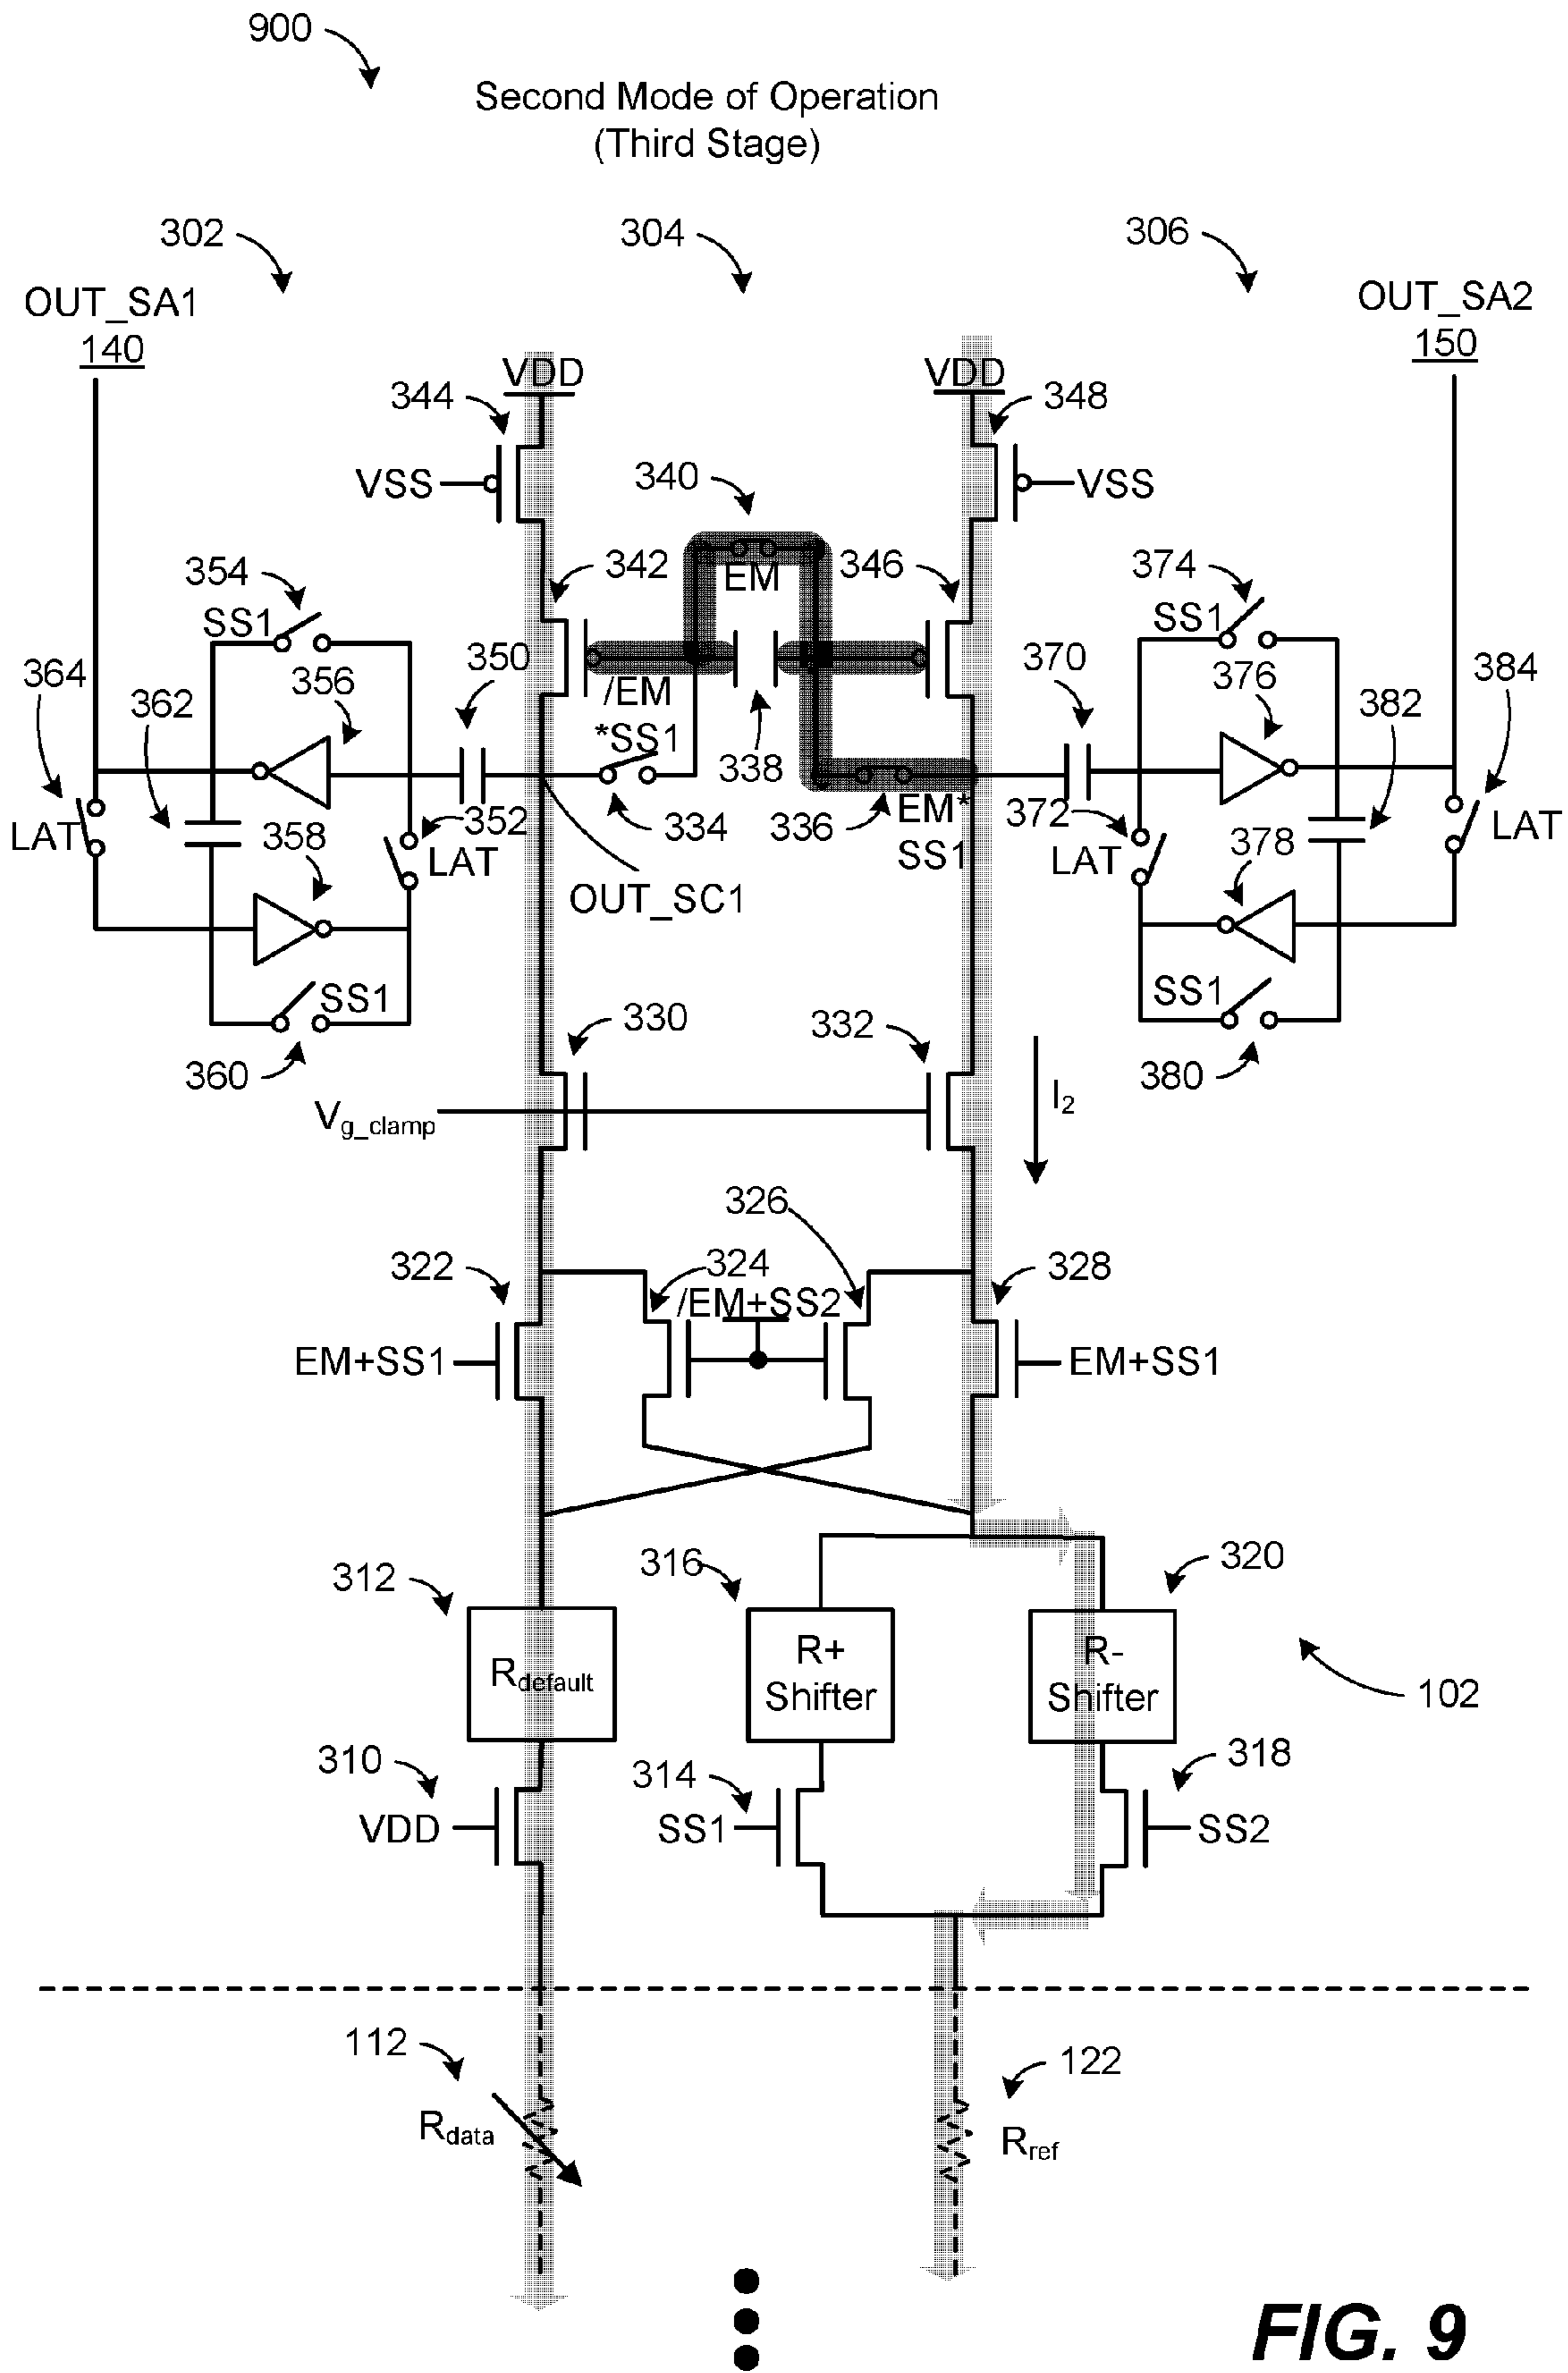 900
Second Mode of Operation
(Third Stage)
302
304
306
OUT_SA1
140
OUT_SA2
150
VDD
VDD
344
348
VSS
VSS
340
EM
342
346
354
SS1
374
SS1
364
362
356
350
/EM
*SS1
338
370
376
382
384
LAT
358
352
LAT
334
336
EM*
SS1
372
LAT
378
LAT
OUT_SC1
SS1
360
SS1
380
330
332
Vg_clamp
I2
326
322
324
/EM+SS2
328
EM+SS1
EM+SS1
312
316
320
Rdefault
R+
Shifter
R-
Shifter
102
310
314
318
VDD
SS1
SS2
112
122
Rdata
Rref
FIG. 9